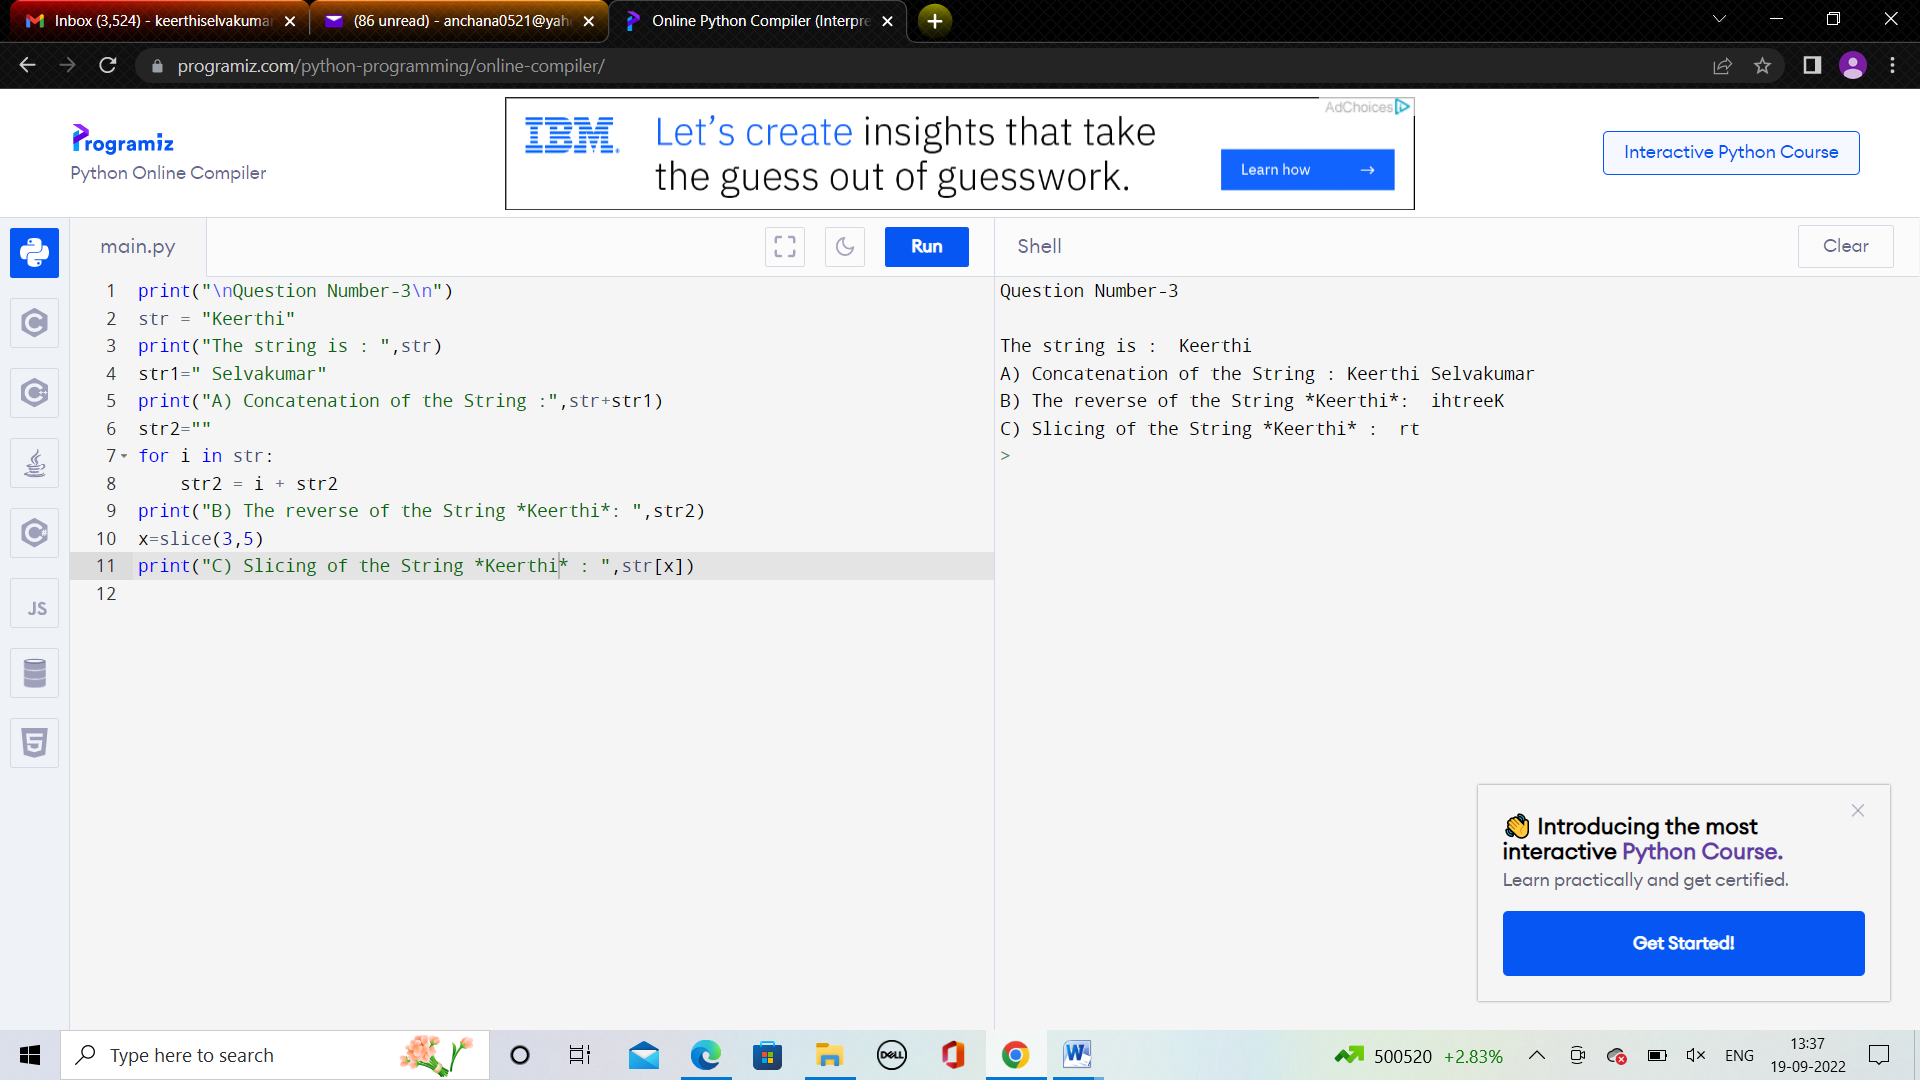 Inbox (3,524) - keerthiselvakumar
(86 unread) - anchana0521@yah
Online Python Compiler (Interpre
programiz.com/python-programming/online-compiler/
Programiz
Python Online Compiler
AdChoices
IBM
Let's create insights that take
the guess out of guesswork.
Learn how →
Interactive Python Course
main.py
Run
Shell
Clear
1 print("\nQuestion Number-3\n")
2 str = "Keerthi"
3 print("The string is : ",str)
4 str1=" Selvakumar"
5 print("A) Concatenation of the String :",str+str1)
6 str2=""
7 for i in str:
8     str2 = i + str2
9 print("B) The reverse of the String *Keerthi*: ",str2)
10 x=slice(3,5)
11 print("C) Slicing of the String *Keerthi* : ",str[x])
12
Question Number-3
The string is :  Keerthi
A) Concatenation of the String : Keerthi Selvakumar
B) The reverse of the String *Keerthi*:  ihtreeK
C) Slicing of the String *Keerthi* :  rt
>
C
C++
C#
JS
5
👋 Introducing the most
interactive Python Course.
Learn practically and get certified.
Get Started!
Type here to search
DELL
W
500520 +2.83%
ENG
13:37
19-09-2022